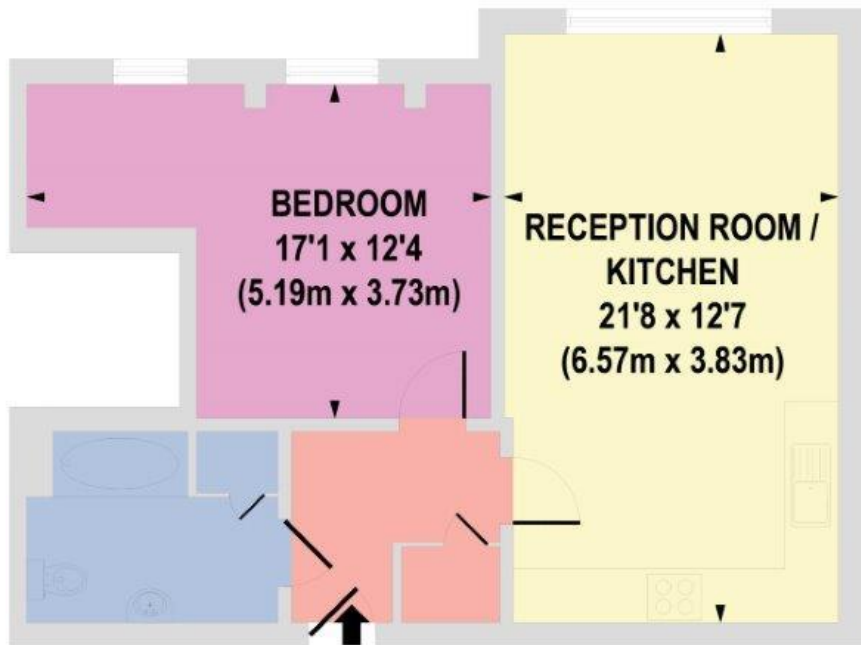 BEDROOM
17'1 x 12'4
(5.19m x 3.73m)
RECEPTION ROOM /
KITCHEN
21'8 x 12'7
(6.57m x 3.83m)